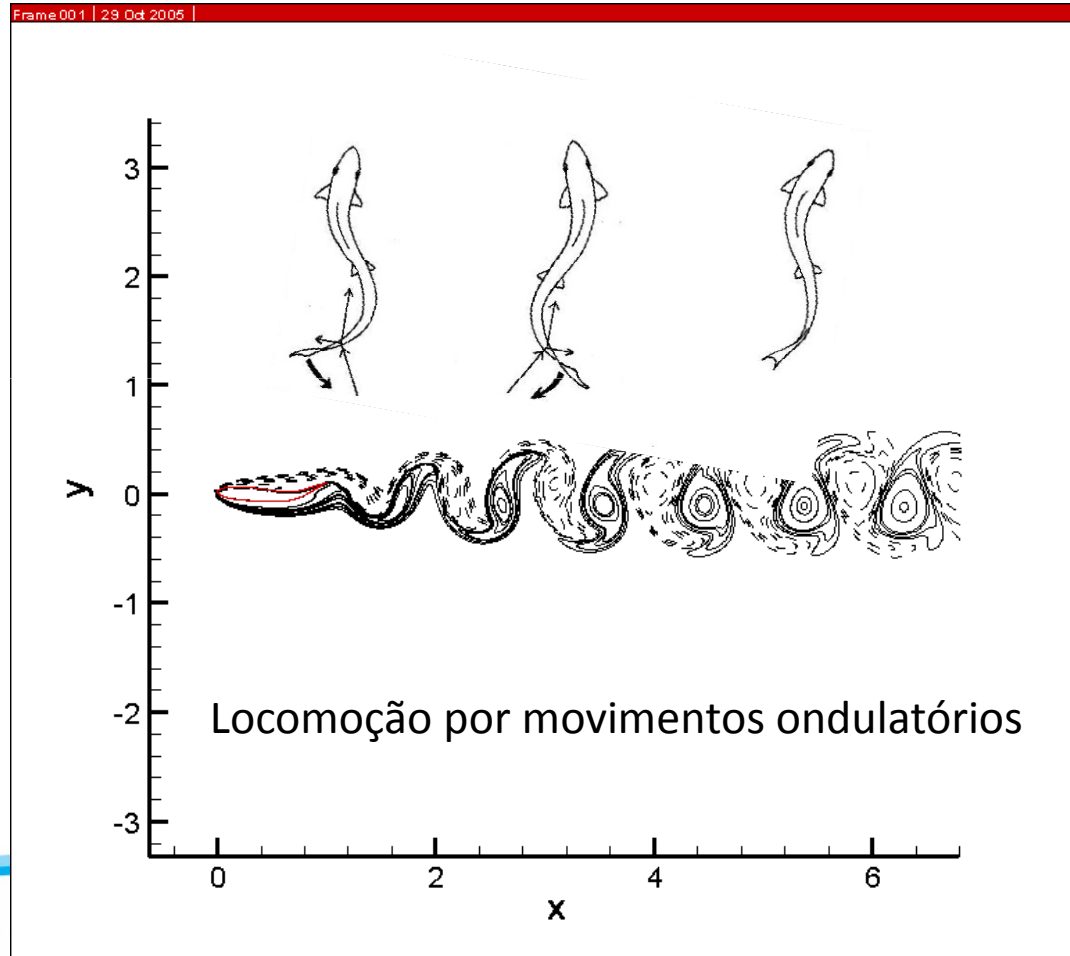 Frame 001 | 29 Oct 2005 |
3
2
1
0
-1
-2
-3
y
Locomoção por movimentos ondulatórios
0 2 4 6
x